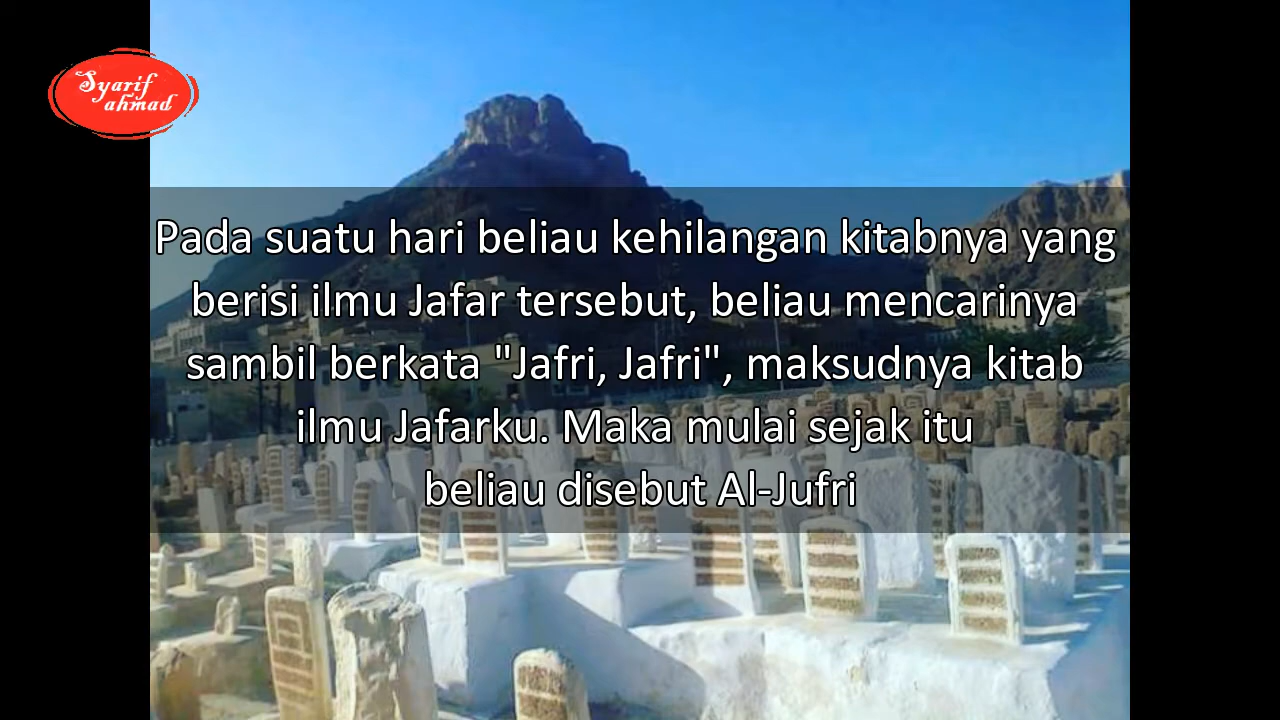 Syarif
ahmad
Pada suatu hari beliau kehilangan kitabnya yang
berisi ilmu Jafar tersebut, beliau mencarinya
sambil berkata "Jafri, Jafri", maksudnya kitab
ilmu Jafarku. Maka mulai sejak itu
beliau disebut Al-Jufri